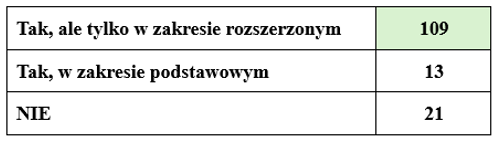 Tak, ale tylko w zakresie rozszerzonym 109
Tak, w zakresie podstawowym 13
NIE 21